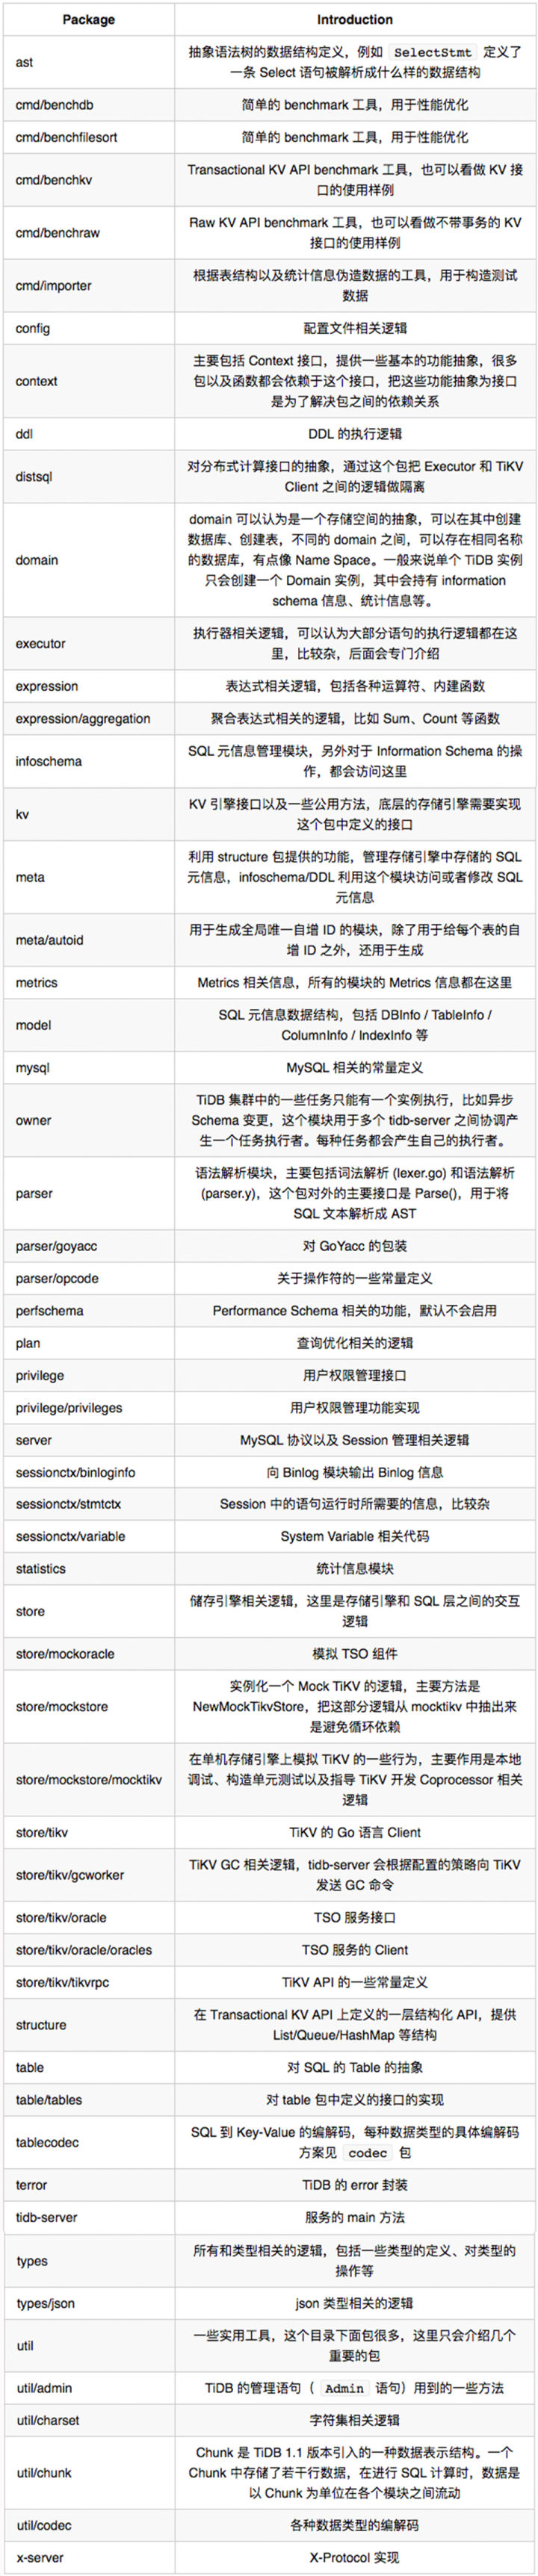 Package Introduction
ast
抽象语法树的数据结构定义，例如 SelectStmt 定义了
一条 Select 语句被解析成什么样的数据结构
cmd/benchdb 简单的 benchmark 工具，用于性能优化
cmd/benchfilesort 简单的 benchmark 工具，用于性能优化
cmd/benchkv
Transactional KV API benchmark 工具，也可以看做 KV 接
口的使用样例
cmd/benchraw
Raw KV API benchmark 工具，也可以看做不带事务的 KV
接口的使用样例
cmd/importer
根据表结构以及统计信息伪造数据的工具，用于构造测试
数据
config 配置文件相关逻辑
context
主要包括 Context 接口，提供一些基本的功能抽象，很多
包以及函数都会依赖于这个接口，把这些功能抽象为接口
是为了解决包之间的依赖关系
ddl DDL 的执行逻辑
distsql
对分布式计算接口的抽象，通过这个包把 Executor 和 TiKV
Client 之间的逻辑做隔离
domain
domain 可以认为是一个存储空间的抽象，可以在其中创建
数据库、创建表，不同的 domain 之间，可以存在相同名称
的数据库，有点像 Name Space。一般来说单个 TiDB 实例
只会创建一个 Domain 实例，其中会持有 information
schema 信息、统计信息等。
executor
执行器相关逻辑，可以认为大部分语句的执行逻辑都在这
里，比较杂，后面会专门介绍
expression 表达式相关逻辑，包括各种运算符、内建函数
expression/aggregation 聚合表达式相关的逻辑，比如 Sum、Count 等函数
infoschema
SQL 元信息管理模块，另外对于 Information Schema 的操
作，都会访问这里
kv
KV 引擎接口以及一些公用方法，底层的存储引擎需要实现
这个包中定义的接口
meta
利用 structure 包提供的功能，管理存储引擎中存储的 SQL
元信息，infoschema/DDL 利用这个模块访问或者修改 SQL
元信息
meta/autoid
用于生成全局唯一自增 ID 的模块，除了用于给每个表的自
增 ID 之外，还用于生成
metrics Metrics 相关信息，所有的模块的 Metrics 信息都在这里
model
SQL 元信息数据结构，包括 DBInfo / TableInfo /
ColumnInfo / IndexInfo 等
mysql MySQL 相关的常量定义
owner
TiDB 集群中的一些任务只能有一个实例执行，比如异步
Schema 变更，这个模块用于多个 tidb-server 之间协调产
生一个任务执行者。每种任务都会产生自己的执行者。
parser
语法解析模块，主要包括词法解析 (lexer.go) 和语法解析
(parser.y)，这个包对外的主要接口是 Parse()，用于将
SQL 文本解析成 AST
parser/goyacc 对 GoYacc 的包装
parser/opcode 关于操作符的一些常量定义
perfschema Performance Schema 相关的功能，默认不会启用
plan 查询优化相关的逻辑
privilege 用户权限管理接口
privilege/privileges 用户权限管理功能实现
server MySQL 协议以及 Session 管理相关逻辑
sessionctx/binloginfo 向 Binlog 模块输出 Binlog 信息
sessionctx/stmtctx Session 中的语句运行时所需要的信息，比较杂
sessionctx/variable System Variable 相关代码
statistics 统计信息模块
store
储存引擎相关逻辑，这里是存储引擎和 SQL 层之间的交互
逻辑
store/mockoracle 模拟 TSO 组件
store/mockstore
实例化一个 Mock TiKV 的逻辑，主要方法是
NewMockTikvStore，把这部分逻辑从 mocktikv 中抽出来
是避免循环依赖
store/mockstore/mocktikv
在单机存储引擎上模拟 TiKV 的一些行为，主要作用是本地
调试、构造单元测试以及指导 TiKV 开发 Coprocessor 相关
逻辑
store/tikv TiKV 的 Go 语言 Client
store/tikv/gcworker
TiKV GC 相关逻辑，tidb-server 会根据配置的策略向 TiKV
发送 GC 命令
store/tikv/oracle TSO 服务接口
store/tikv/oracle/oracles TSO 服务的 Client
store/tikv/tikvrpc TiKV API 的一些常量定义
structure
在 Transactional KV API 上定义的一层结构化 API，提供
List/Queue/HashMap 等结构
table 对 SQL 的 Table 的抽象
table/tables 对 table 包中定义的接口的实现
tablecodec
SQL 到 Key-Value 的编解码，每种数据类型的具体编解码
方案见 codec 包
terror TiDB 的 error 封装
tidb-server 服务的 main 方法
types
所有和类型相关的逻辑，包括一些类型的定义、对类型的
操作等
types/json json 类型相关的逻辑
util
一些实用工具，这个目录下面包很多，这里只会介绍几个
重要的包
util/admin TiDB 的管理语句（ Admin 语句）用到的一些方法
util/charset 字符集相关逻辑
util/chunk
Chunk 是 TiDB 1.1 版本引入的一种数据表示结构。一个
Chunk 中存储了若干行数据，在进行 SQL 计算时，数据是
以 Chunk 为单位在各个模块之间流动
util/codec 各种数据类型的编解码
x-server X-Protocol 实现